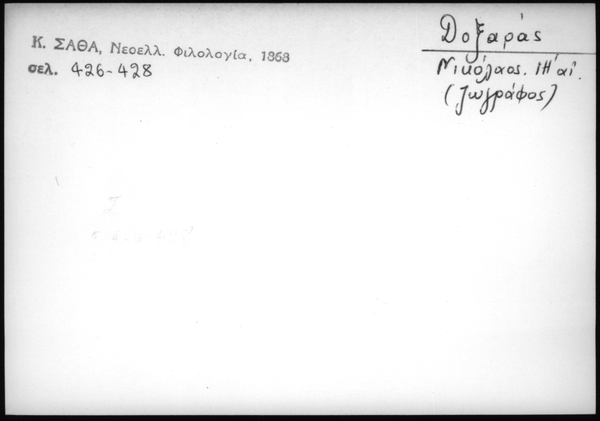 Δοξαράς
Νικόλαος. ΙΗ΄αἰ.
(ζωγράφος)
Κ. ΣΑΘΑ, Νεοελλ. Φιλολογία, 1868
σελ. 426-428